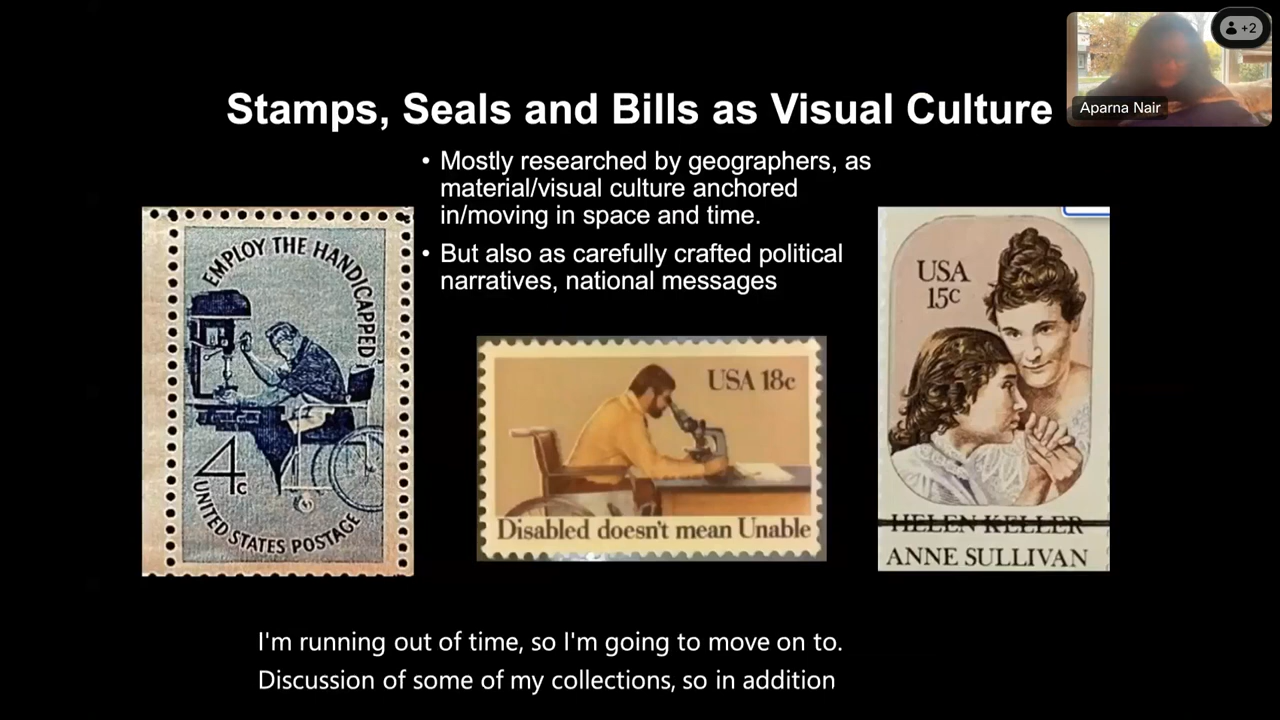 +2
Aparna Nair
Stamps, Seals and Bills as Visual Culture
• Mostly researched by geographers, as
material/visual culture anchored
in/moving in space and time.
• But also as carefully crafted political
narratives, national messages
EMPLOY THE HANDICAPPED
4c
UNITED STATES POSTAGE
USA 18c
Disabled doesn't mean Unable
USA
15c
HELEN KELLER
ANNE SULLIVAN
I'm running out of time, so I'm going to move on to.
Discussion of some of my collections, so in addition